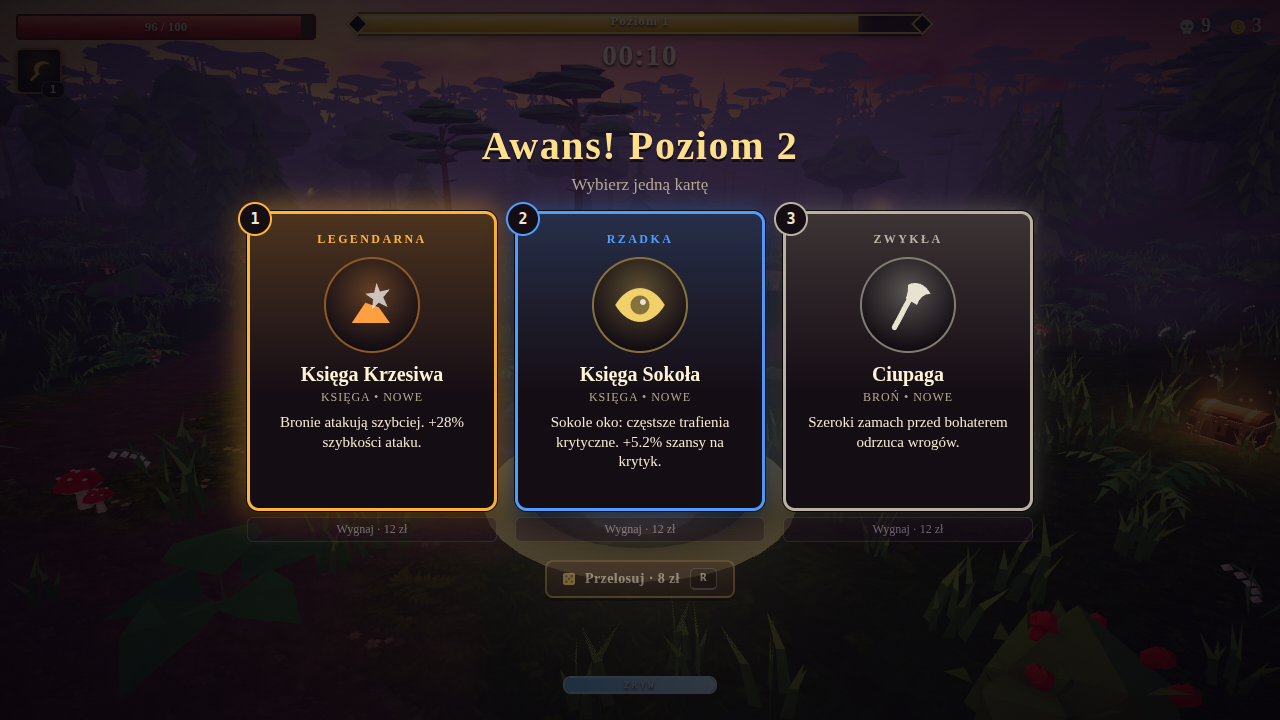 96 / 100
Poziom 1
9
3
00:10
1
Awans! Poziom 2
Wybierz jedną kartę
1
LEGENDARNA
Księga Krzesiwa
KSIĘGA • NOWE
Bronie atakują szybciej. +28%
szybkości ataku.
Wygnaj · 12 zł
2
RZADKA
Księga Sokoła
KSIĘGA • NOWE
Sokole oko: częstsze trafienia
krytyczne. +5.2% szansy na
krytyk.
Wygnaj · 12 zł
3
ZWYKŁA
Ciupaga
BROŃ • NOWE
Szeroki zamach przed bohaterem
odrzuca wrogów.
Wygnaj · 12 zł
Przelosuj · 8 zł R